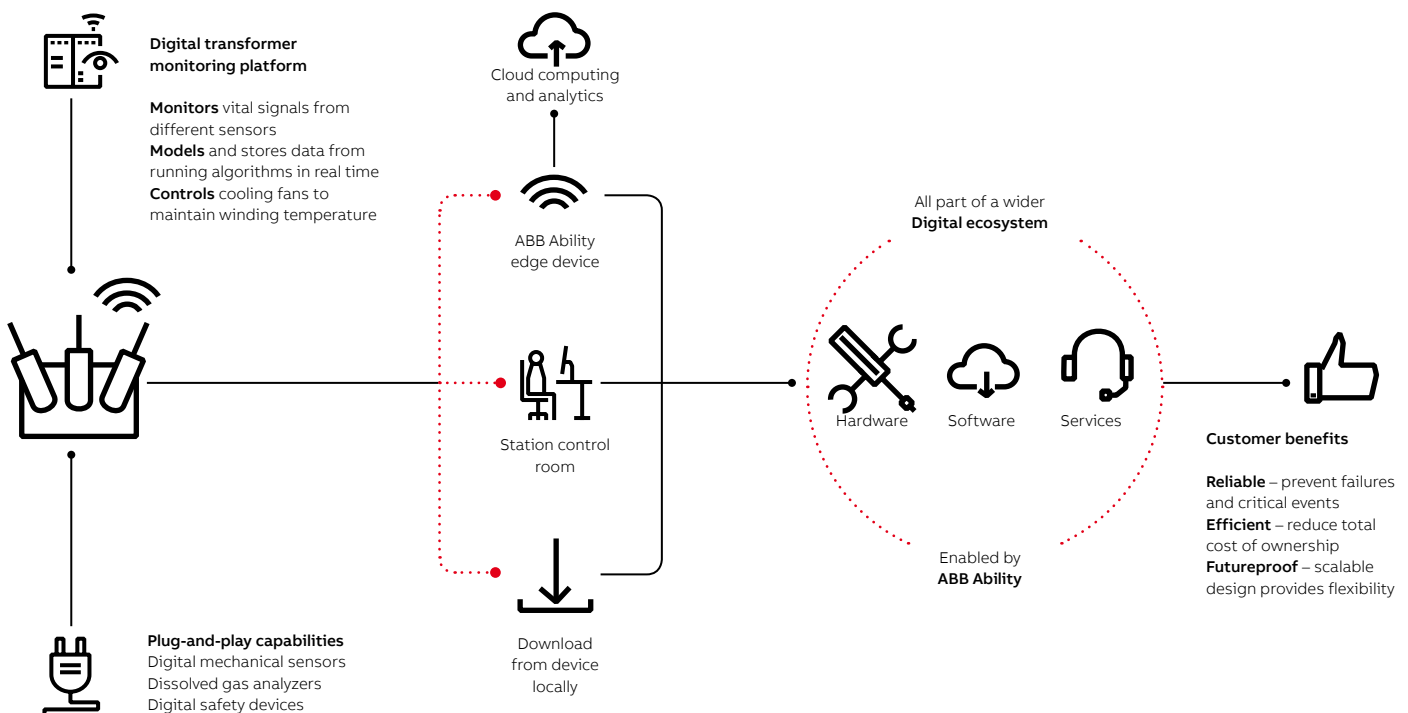 Digital transformer
monitoring platform
Monitors vital signals from
different sensors
Models and stores data from
running algorithms in real time
Controls cooling fans to
maintain winding temperature
Plug-and-play capabilities
Digital mechanical sensors
Dissolved gas analyzers
Digital safety devices
Cloud computing
and analytics
ABB Ability
edge device
Station control
room
Download
from device
locally
All part of a wider
Digital ecosystem
Hardware
Software
Services
Enabled by
ABB Ability
Customer benefits
Reliable – prevent failures
and critical events
Efficient – reduce total
cost of ownership
Futureproof – scalable
design provides flexibility